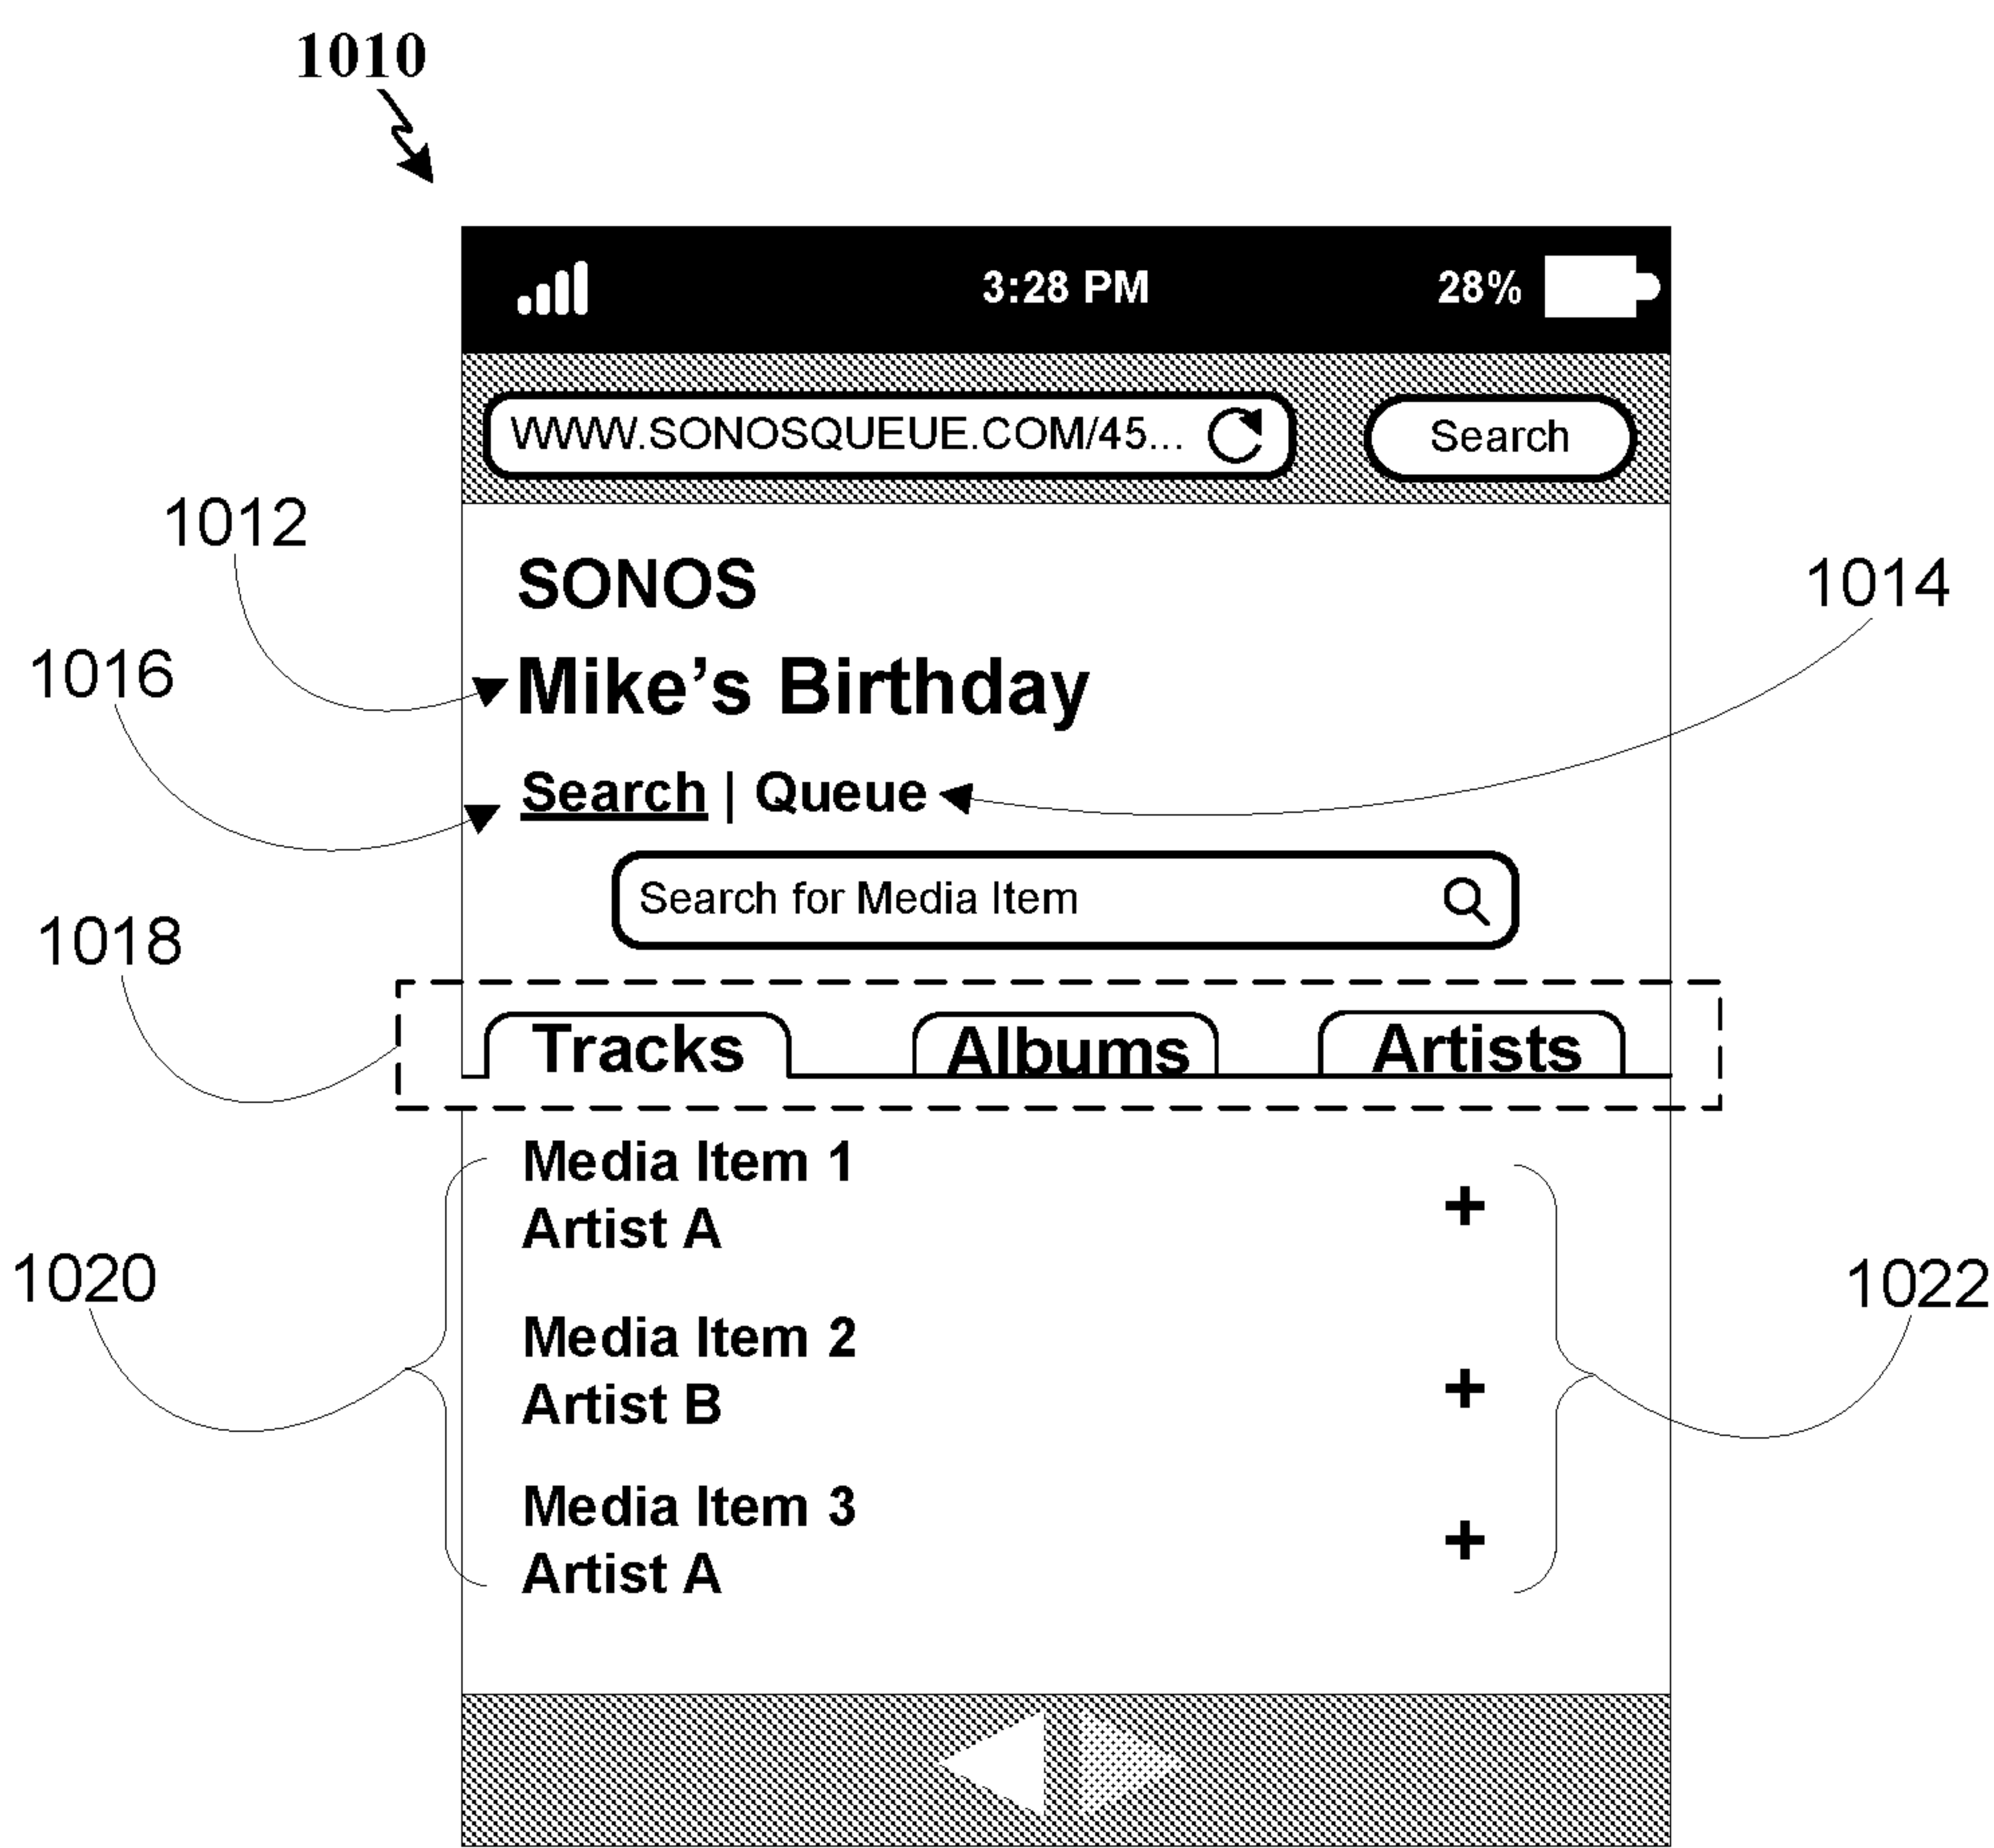 1010
3:28 PM 28%
WWW.SONOSQUEUE.COM/45... Search
1012
SONOS
1014
Mike's Birthday
1016
Search | Queue
Search for Media Item
1018
Tracks Albums Artists
Media Item 1
Artist A
1020
1022
Media Item 2
Artist B
Media Item 3
Artist A
+
+
+